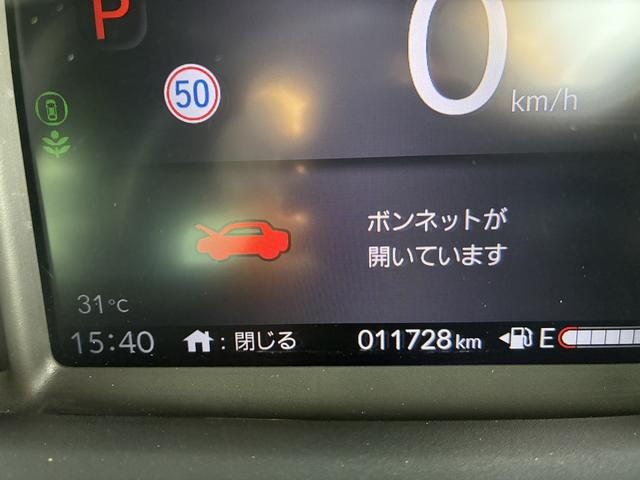 P
0 km/h
50
ボンネットが
開いています
31°C
15:40 : 閉じる 011728km E